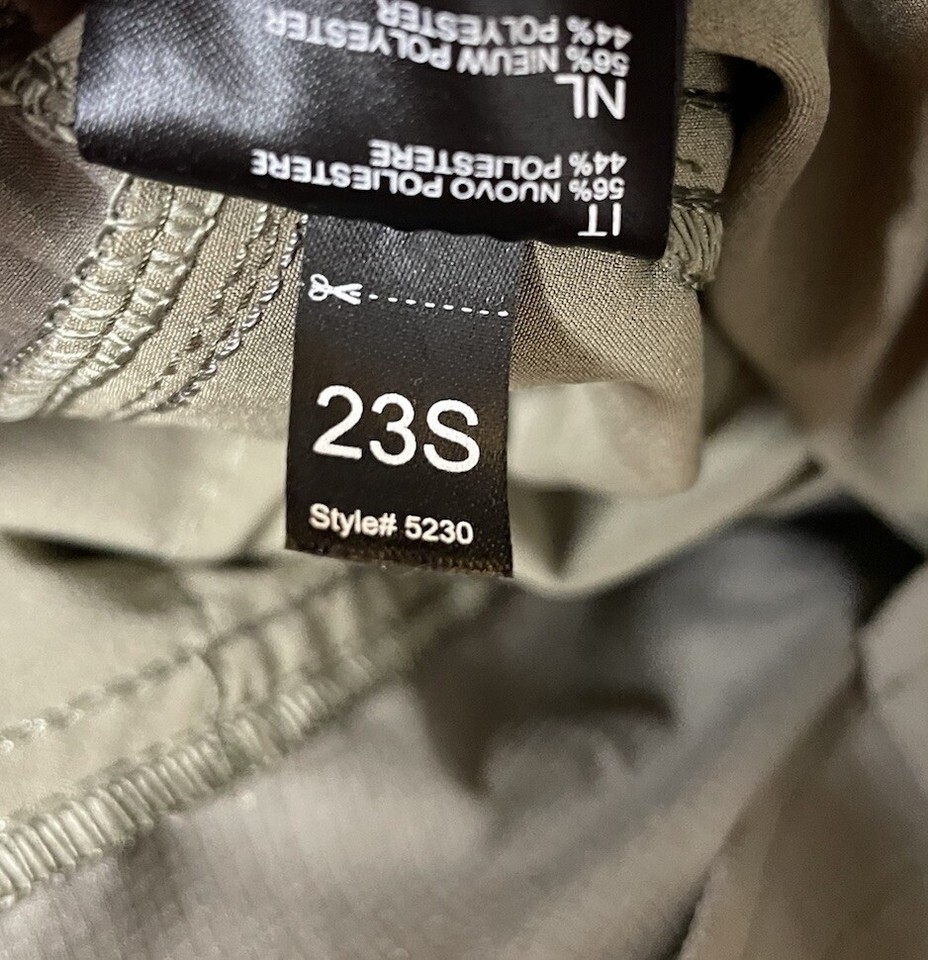 IT
56% NUOVO POLIESTERE
44% POLIESTERE
NL
56% NIEUW POLYESTER
44% POLYESTER
23S
Style# 5230